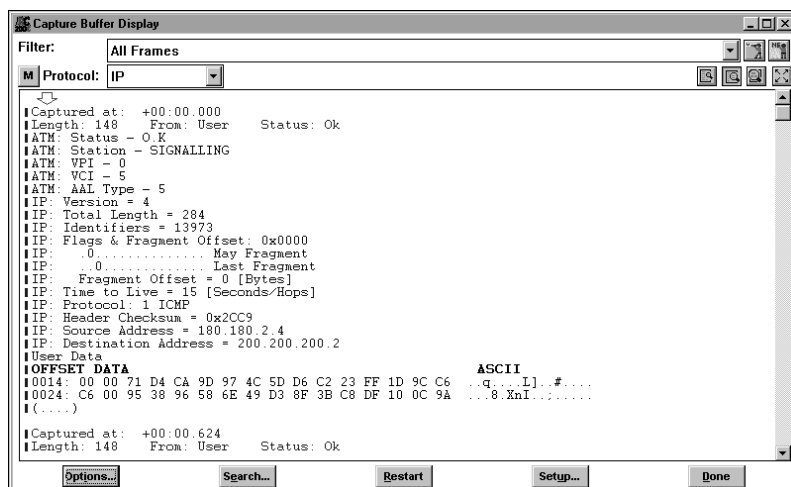 Capture Buffer Display
Filter: All Frames
M Protocol: IP
Captured at: +00:00.000
Length: 148 From: User Status: Ok
ATM: Status - O.K
ATM: Station - SIGNALLING
ATM: VPI - 0
ATM: VCI - 5
ATM: AAL Type - 5
IP: Version = 4
IP: Total Length = 284
IP: Identifiers = 13973
IP: Flags & Fragment Offset: 0x0000
IP: .0.............. May Fragment
IP: ..0............. Last Fragment
IP: Fragment Offset = 0 [Bytes]
IP: Time to Live = 15 [Seconds/Hops]
IP: Protocol: 1 ICMP
IP: Header Checksum = 0x2CC9
IP: Source Address = 180.180.2.4
IP: Destination Address = 200.200.200.2
User Data
OFFSET DATA ASCII
0014: 00 00 71 D4 CA 9D 97 4C 5D D6 C2 23 FF 1D 9C C6 ..q....L]..#....
0024: C6 00 95 38 96 58 6E 49 D3 8F 3B C8 DF 10 0C 9A ...8.XnI..;.....
(....)
Captured at: +00:00.624
Length: 148 From: User Status: Ok
Options... Search... Restart Setup... Done